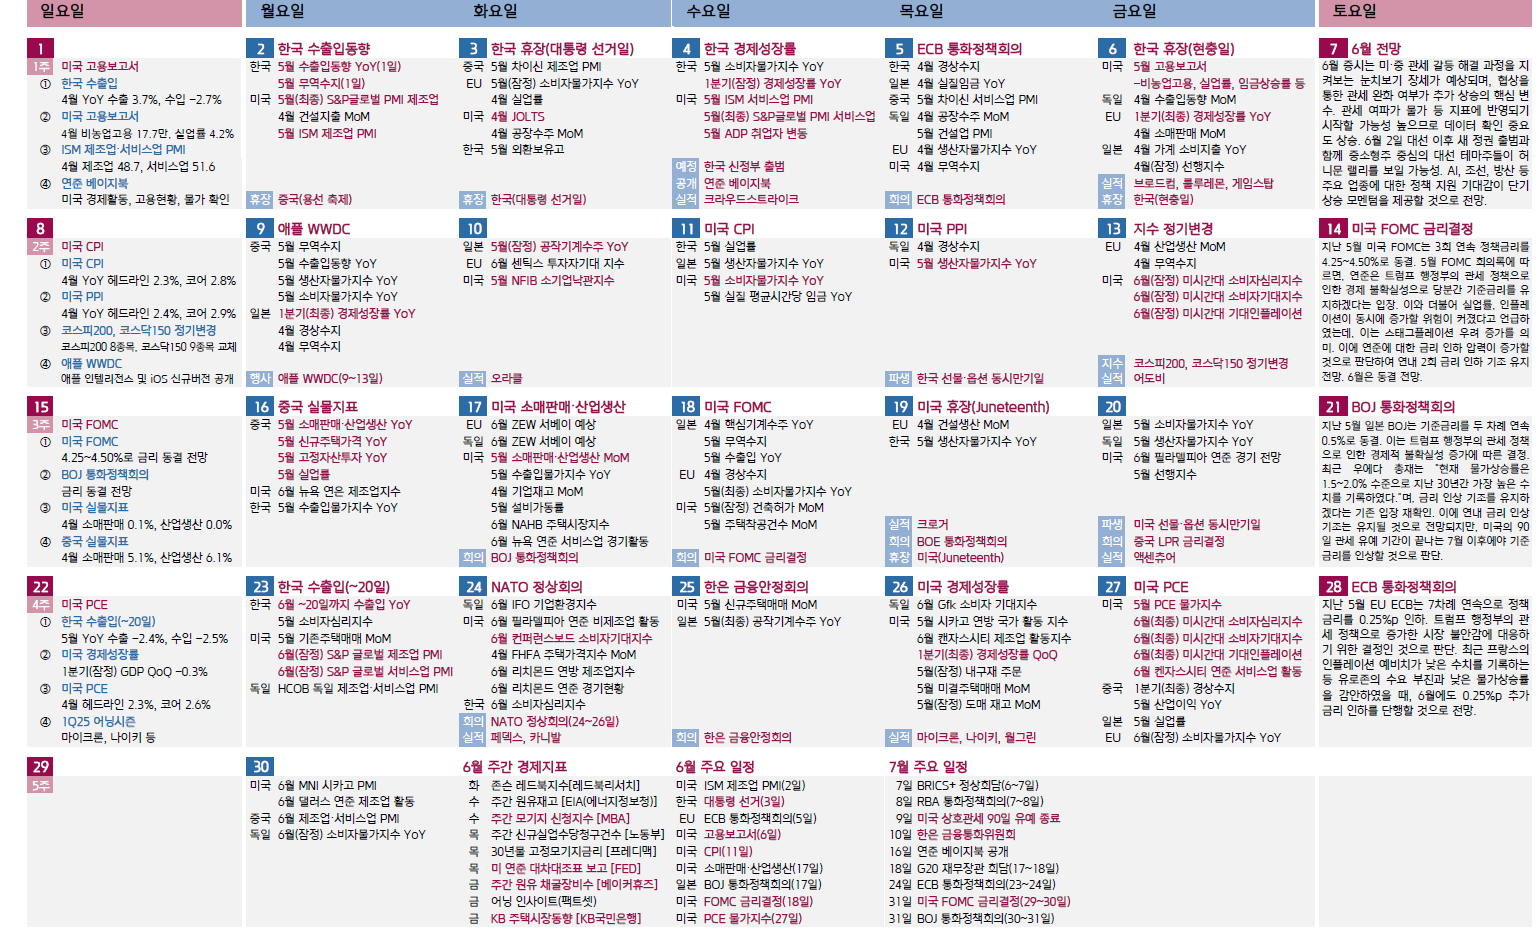 일요일
월요일
화요일
수요일
목요일
금요일
토요일
1
1주 미국 고용보고서
① 한국 수출입
4월 YoY 수출 3.7%, 수입 -2.7%
② 미국 고용보고서
4월 비농업고용 17.7만, 실업률 4.2%
③ ISM 제조업·서비스업 PMI
4월 제조업 48.7, 서비스업 51.6
④ 연준 베이지북
미국 경제활동, 고용현황, 물가 확인
2 한국 수출입동향
한국 5월 수출입동향 YoY(1일)
5월 무역수지(1일)
미국 5월(최종) S&P글로벌 PMI 제조업
4월 건설지출 MoM
5월 ISM 제조업 PMI
휴장 중국(용선 축제)
3 한국 휴장(대통령 선거일)
중국 5월 차이신 제조업 PMI
EU 5월(잠정) 소비자물가지수 YoY
4월 실업률
미국 4월 JOLTS
4월 공장수주 MoM
한국 5월 외환보유고
휴장 한국(대통령 선거일)
4 한국 경제성장률
한국 5월 소비자물가지수 YoY
1분기(잠정) 경제성장률 YoY
미국 5월 ISM 서비스업 PMI
5월(최종) S&P글로벌 PMI 서비스업
5월 ADP 취업자 변동
예정 한국 신정부 출범
공개 연준 베이지북
실적 크라우드스트라이크
5 ECB 통화정책회의
한국 4월 경상수지
일본 4월 실질임금 YoY
중국 5월 차이신 서비스업 PMI
독일 4월 공장수주 MoM
5월 건설업 PMI
EU 4월 생산자물가지수 YoY
미국 4월 무역수지
회의 ECB 통화정책회의
6 한국 휴장(현충일)
미국 5월 고용보고서
-비농업고용, 실업률, 임금상승률 등
독일 4월 수출입동향 MoM
EU 1분기(최종) 경제성장률 YoY
4월 소매판매 MoM
일본 4월 가계 소비지출 YoY
4월(잠정) 선행지수
실적 브로드컴, 룰루레몬, 게임스탑
휴장 한국(현충일)
7 6월 전망
6월 증시는 미·중 관세 갈등 해결 과정을 지
켜보는 눈치보기 장세가 예상되며, 협상을
통한 관세 완화 여부가 추가 상승의 핵심 변
수. 관세 여파가 물가 등 지표에 반영되기
시작할 가능성 높으므로 데이터 확인 중요
도 상승. 6월 2일 대선 이후 새 정권 출범과
함께 중소형주 중심의 대선 테마주들이 허
니문 랠리를 보일 가능성. AI, 조선, 방산 등
주요 업종에 대한 정책 지원 기대감이 단기
상승 모멘텀을 제공할 것으로 전망.
8
2주 미국 CPI
① 미국 CPI
4월 YoY 헤드라인 2.3%, 코어 2.8%
② 미국 PPI
4월 YoY 헤드라인 2.4%, 코어 2.9%
③ 코스피200, 코스닥150 정기변경
코스피200 8종목, 코스닥150 9종목 교체
④ 애플 WWDC
애플 인텔리전스 및 iOS 신규버전 공개
9 애플 WWDC
중국 5월 무역수지
5월 수출입동향 YoY
5월 생산자물가지수 YoY
5월 소비자물가지수 YoY
일본 1분기(최종) 경제성장률 YoY
4월 경상수지
4월 무역수지
행사 애플 WWDC(9~13일)
10
일본 5월(잠정) 공작기계수주 YoY
EU 6월 센틱스 투자자기대 지수
미국 5월 NFIB 소기업낙관지수
실적 오라클
11 미국 CPI
한국 5월 실업률
일본 5월 생산자물가지수 YoY
미국 5월 소비자물가지수 YoY
5월 실질 평균시간당 임금 YoY
12 미국 PPI
독일 4월 경상수지
미국 5월 생산자물가지수 YoY
파생 한국 선물·옵션 동시만기일
13 지수 정기변경
EU 4월 산업생산 MoM
4월 무역수지
미국 6월(잠정) 미시간대 소비자심리지수
6월(잠정) 미시간대 소비자기대지수
6월(잠정) 미시간대 기대인플레이션
지수 코스피200, 코스닥150 정기변경
실적 어도비
14 미국 FOMC 금리결정
지난 5월 미국 FOMC는 3회 연속 정책금리를
4.25~4.50%로 동결. 5월 FOMC 회의록에 따
르면, 연준은 트럼프 행정부의 관세 정책으로
인한 경제 불확실성으로 당분간 기준금리를 유
지하겠다는 입장. 이와 더불어 실업률, 인플레
이션이 동시에 증가할 위험이 커졌다고 언급하
였는데, 이는 스태그플레이션 우려 증가를 의
미. 이에 연준에 대한 금리 인하 압력이 증가할
것으로 판단하여 연내 2회 금리 인하 기조 유지
전망. 6월은 동결 전망.
15
3주 미국 FOMC
① 미국 FOMC
4.25~4.50%로 금리 동결 전망
② BOJ 통화정책회의
금리 동결 전망
③ 미국 실물지표
4월 소매판매 0.1%, 산업생산 0.0%
④ 중국 실물지표
4월 소매판매 5.1%, 산업생산 6.1%
16 중국 실물지표
중국 5월 소매판매·산업생산 YoY
5월 신규주택가격 YoY
5월 고정자산투자 YoY
5월 실업률
미국 6월 뉴욕 연은 제조업지수
한국 5월 수출입물가지수 YoY
17 미국 소매판매·산업생산
EU 6월 ZEW 서베이 예상
독일 6월 ZEW 서베이 예상
미국 5월 소매판매·산업생산 MoM
5월 수출입물가지수 YoY
4월 기업재고 MoM
5월 설비가동률
6월 NAHB 주택시장지수
6월 뉴욕 연준 서비스업 경기활동
회의 BOJ 통화정책회의
18 미국 FOMC
일본 4월 핵심기계수주 YoY
5월 무역수지
5월 수출입 YoY
EU 4월 경상수지
5월(최종) 소비자물가지수 YoY
미국 5월(잠정) 건축허가 MoM
5월 주택착공건수 MoM
회의 미국 FOMC 금리결정
19 미국 휴장(Juneteenth)
EU 4월 건설생산 MoM
한국 5월 생산자물가지수 YoY
실적 크로거
회의 BOE 통화정책회의
휴장 미국(Juneteenth)
20
일본 5월 소비자물가지수 YoY
독일 5월 생산자물가지수 YoY
미국 6월 필라델피아 연준 경기 전망
5월 선행지수
파생 미국 선물·옵션 동시만기일
회의 중국 LPR 금리결정
실적 액센츄어
21 BOJ 통화정책회의
지난 5월 일본 BOJ는 기준금리를 두 차례 연속
0.5%로 동결. 이는 트럼프 행정부의 관세 정책
으로 인한 경제적 불확실성 증가에 따른 결정.
최근 우에다 총재는 "현재 물가상승률은
1.5~2.0% 수준으로 지난 30년간 가장 높은 수
치를 기록하였다."며, 금리 인상 기조를 유지하
겠다는 기존 입장 재확인. 이에 연내 금리 인상
기조는 유지될 것으로 전망되지만, 미국의 90
일 관세 유예 기간이 끝나는 7월 이후에야 기준
금리를 인상할 것으로 판단.
22
4주 미국 PCE
① 한국 수출입(~20일)
5월 YoY 수출 -2.4%, 수입 -2.5%
② 미국 경제성장률
1분기(잠정) GDP QoQ -0.3%
③ 미국 PCE
4월 헤드라인 2.3%, 코어 2.6%
④ 1Q25 어닝시즌
마이크론, 나이키 등
23 한국 수출입(~20일)
한국 6월 ~20일까지 수출입 YoY
5월 소비자심리지수
미국 5월 기존주택매매 MoM
6월(잠정) S&P 글로벌 제조업 PMI
6월(잠정) S&P 글로벌 서비스업 PMI
독일 HCOB 독일 제조업·서비스업 PMI
24 NATO 정상회의
독일 6월 IFO 기업환경지수
미국 6월 필라델피아 연준 비제조업 활동
6월 컨퍼런스보드 소비자기대지수
4월 FHFA 주택가격지수 MoM
6월 리치몬드 연방 제조업지수
6월 리치몬드 연준 경기현황
한국 6월 소비자심리지수
회의 NATO 정상회의(24~26일)
실적 페덱스, 카니발
25 한은 금융안정회의
미국 5월 신규주택매매 MoM
일본 5월(최종) 공작기계수주 YoY
회의 한은 금융안정회의
26 미국 경제성장률
독일 6월 Gfk 소비자 기대지수
미국 5월 시카고 연방 국가 활동 지수
6월 캔자스시티 제조업 활동지수
1분기(최종) 경제성장률 QoQ
5월(잠정) 내구재 주문
5월 미결주택매매 MoM
5월(잠정) 도매 재고 MoM
실적 마이크론, 나이키, 월그린
27 미국 PCE
미국 5월 PCE 물가지수
6월(최종) 미시간대 소비자심리지수
6월(최종) 미시간대 소비자기대지수
6월(최종) 미시간대 기대인플레이션
6월 켄자스시티 연준 서비스업 활동
중국 1분기(최종) 경상수지
5월 산업이익 YoY
일본 5월 실업률
EU 6월(잠정) 소비자물가지수 YoY
28 ECB 통화정책회의
지난 5월 EU ECB는 7차례 연속으로 정책
금리를 0.25%p 인하. 트럼프 행정부의 관
세 정책으로 증가한 시장 불안감에 대응하
기 위한 결정인 것으로 판단. 최근 프랑스의
인플레이션 예비치가 낮은 수치를 기록하는
등 유로존의 수요 부진과 낮은 물가상승률
을 감안하였을 때, 6월에도 0.25%p 추가
금리 인하를 단행할 것으로 전망.
29
5주
30
미국 6월 MNI 시카고 PMI
6월 댈러스 연준 제조업 활동
중국 6월 제조업·서비스업 PMI
독일 6월(잠정) 소비자물가지수 YoY
6월 주간 경제지표
화 존슨 레드북지수[레드북리서치]
수 주간 원유재고 [EIA(에너지정보청)]
수 주간 모기지 신청지수 [MBA]
목 주간 신규실업수당청구건수 [노동부]
목 30년물 고정모기지금리 [프레디맥]
목 미 연준 대차대조표 보고 [FED]
금 주간 원유 채굴장비수 [베이커휴즈]
금 어닝 인사이트(팩트셋)
금 KB 주택시장동향 [KB국민은행]
6월 주요 일정
미국 ISM 제조업 PMI(2일)
한국 대통령 선거(3일)
EU ECB 통화정책회의(5일)
미국 고용보고서(6일)
미국 CPI(11일)
미국 소매판매·산업생산(17일)
일본 BOJ 통화정책회의(17일)
미국 FOMC 금리결정(18일)
미국 PCE 물가지수(27일)
7월 주요 일정
7일 BRICS+ 정상회담(6~7일)
8일 RBA 통화정책회의(7~8일)
9일 미국 상호관세 90일 유예 종료
10일 한은 금융통화위원회
16일 연준 베이지북 공개
18일 G20 재무장관 회담(17~18일)
24일 ECB 통화정책회의(23~24일)
31일 미국 FOMC 금리결정(29~30일)
31일 BOJ 통화정책회의(30~31일)